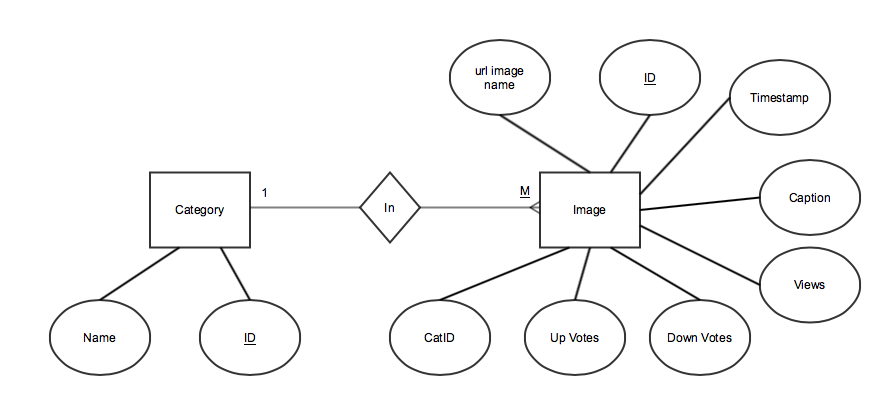 url image
name
ID
Timestamp
1
M
Category
In
Image
Caption
Views
Name
ID
CatID
Up Votes
Down Votes